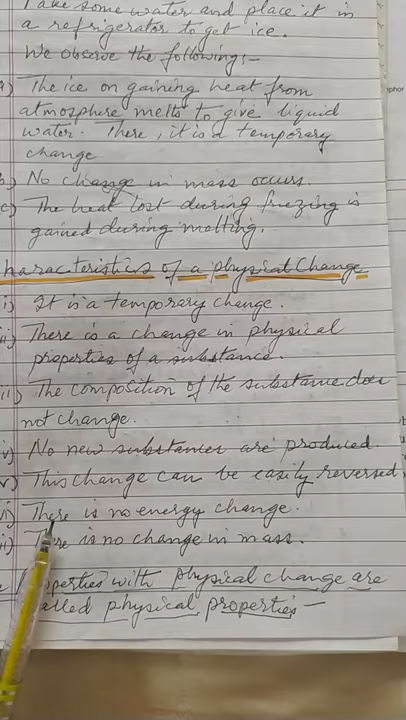 Take some water and place it in
a refrigerator to get ice.
We observe the following:-
a) The ice on gaining heat from
atmosphere melts to give liquid
water. There, it is a temporary
change.
b.) No change in mass occurs.
c) The heat lost during freezing is
gained during melting.
haracteristics of a physical Change
i) It is a temporary change.
ii) There is a change in physical
properties of a substance.
iii) The composition of the substance does
not change.
iv) No new substances are produced.
v) This change can be easily reversed
vi) There is no energy change.
ii) There is no change in mass.
properties with physical change are
alled physical properties -